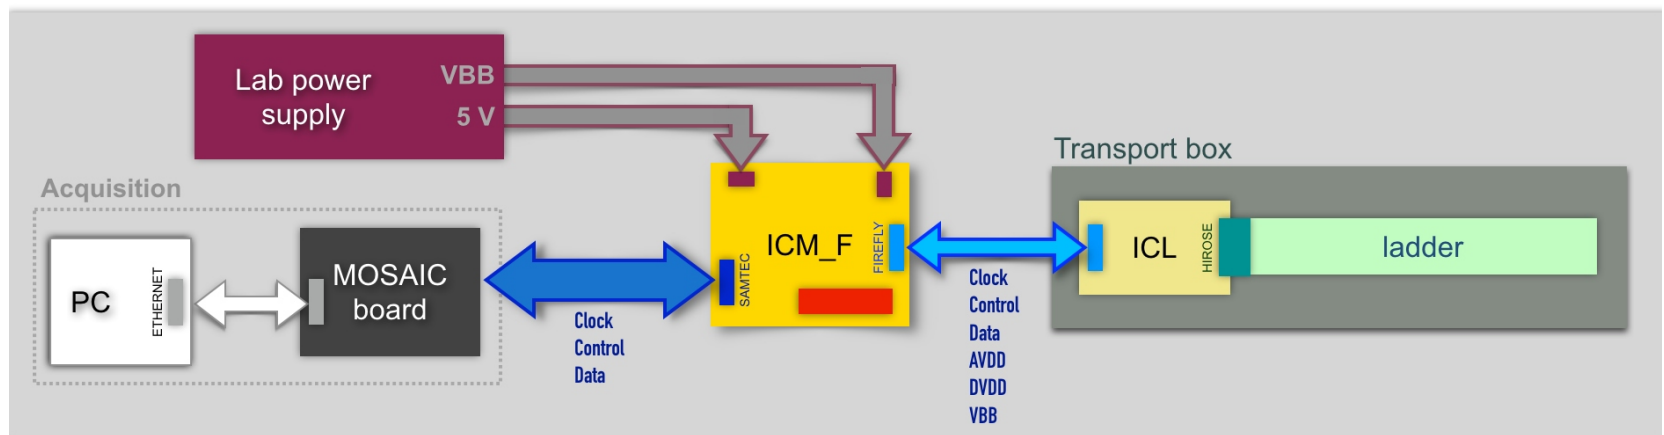 Lab power
supply
VBB
5 V
Transport box
Acquisition
PC
ETHERNET
MOSAIC
board
Clock
Control
Data
SAMTEC
ICM_F
FIREFLY
Clock
Control
Data
AVDD
DVDD
VBB
ICL
HIROSE
ladder